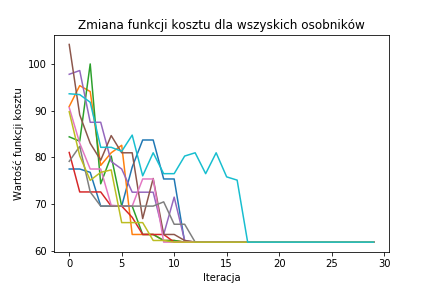 Zmiana funkcji kosztu dla wszyskich osobników
Wartość funkcji kosztu
100
90
80
70
60
0 5 10 15 20 25 30
Iteracja